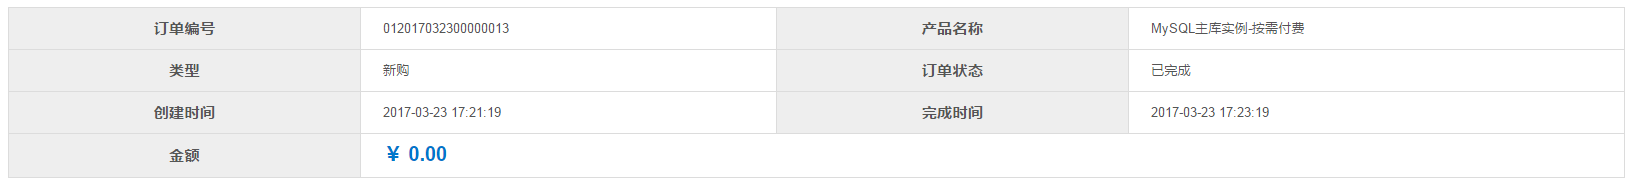 订单编号 012017032300000013 产品名称 MySQL主库实例-按需付费
类型 新购 订单状态 已完成
创建时间 2017-03-23 17:21:19 完成时间 2017-03-23 17:23:19
金额 ¥ 0.00